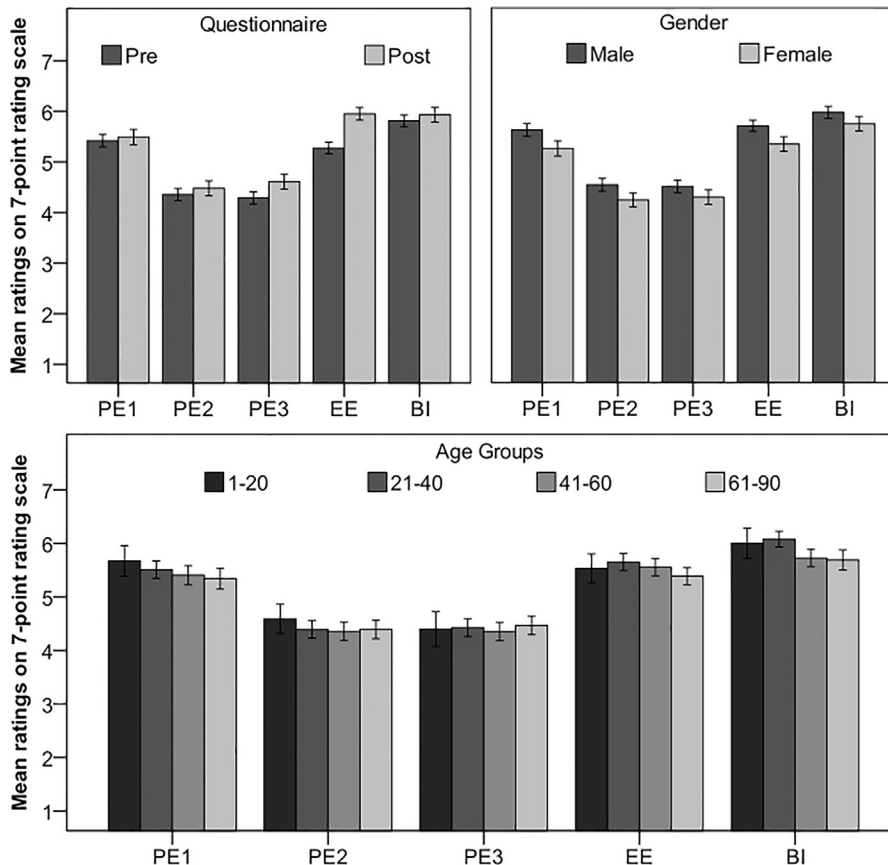 Questionnaire
Pre Post
Mean ratings on 7-point rating scale
7
6
5
4
3
2
1
PE1 PE2 PE3 EE BI
Gender
Male Female
PE1 PE2 PE3 EE BI
Age Groups
1-20 21-40 41-60 61-90
Mean ratings on 7-point rating scale
7
6
5
4
3
2
1
PE1 PE2 PE3 EE BI